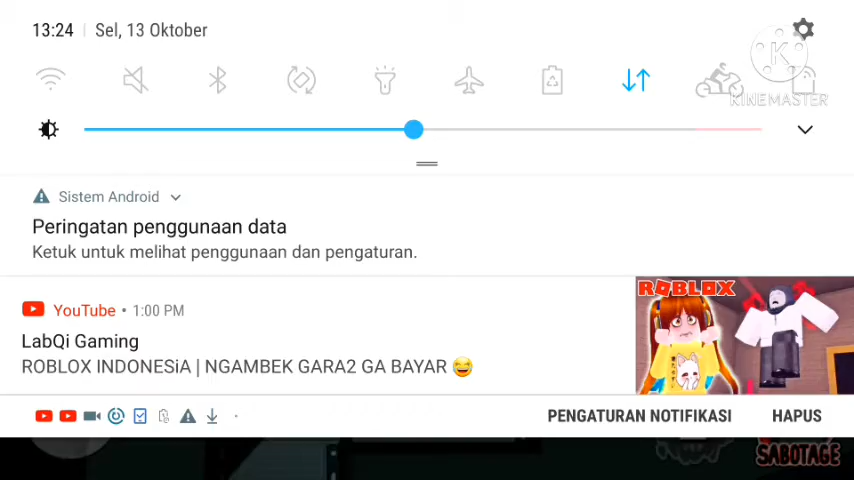 13:24 | Sel, 13 Oktober
K
KINEMASTER
Sistem Android
Peringatan penggunaan data
Ketuk untuk melihat penggunaan dan pengaturan.
YouTube • 1:00 PM
LabQi Gaming
ROBLOX INDONESiA | NGAMBEK GARA2 GA BAYAR 😂
ROBLOX
PENGATURAN NOTIFIKASI HAPUS
SABOTAGE